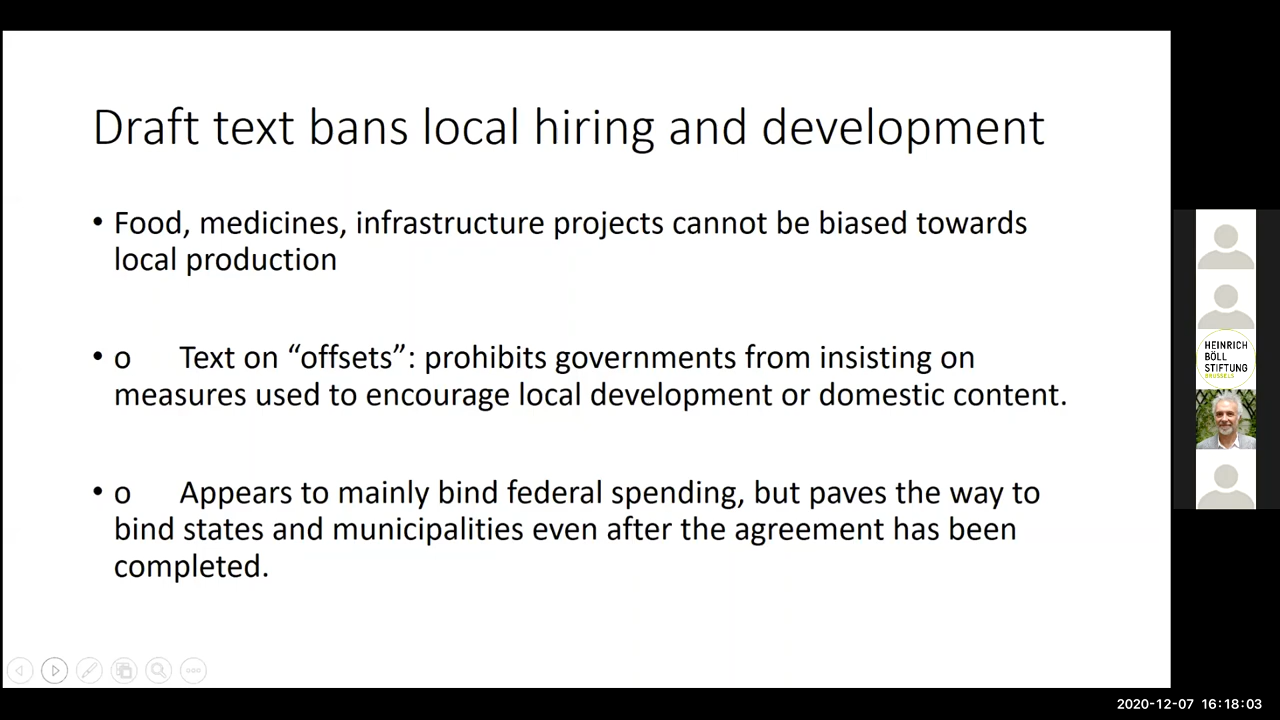 Draft text bans local hiring and development
• Food, medicines, infrastructure projects cannot be biased towards
local production
• o Text on “offsets”: prohibits governments from insisting on
measures used to encourage local development or domestic content.
• o Appears to mainly bind federal spending, but paves the way to
bind states and municipalities even after the agreement has been
completed.
HEINRICH
BÖLL
STIFTUNG
BRUSSELS
2020-12-07 16:18:03